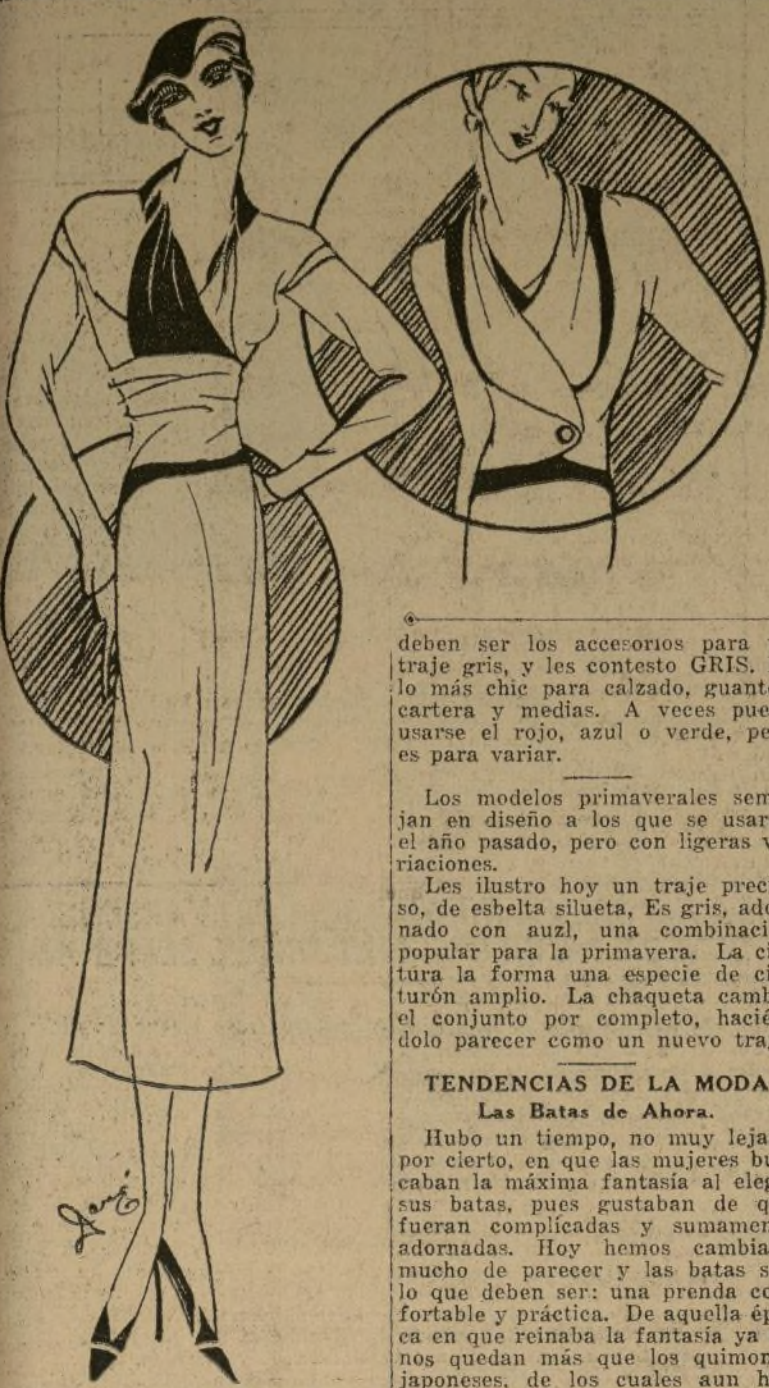 deben ser los accesorios para
traje gris, y les contesto GRIS.
lo más chic para calzado, guant
cartera y medias. A veces pue
usarse el rojo, azul o verde, pe
es para variar.
Los modelos primaverales sem
jan en diseño a los que se usar
el año pasado, pero con ligeras v
riaciones.
Les ilustro hoy un traje prec
so, de esbelta silueta, Es gris, ado
nado con auzl, una combinaci
popular para la primavera. La ci
tura la forma una especie de ci
turón amplio. La chaqueta camb
el conjunto por completo, hacié
dolo parecer como un nuevo tra
TENDENCIAS DE LA MODA
Las Batas de Ahora.
Hubo un tiempo, no muy leja
por cierto, en que las mujeres bu
caban la máxima fantasía al eleg
sus batas, pues gustaban de q
fueran complicadas y sumamen
adornadas. Hoy hemos cambia
mucho de parecer y las batas s
lo que deben ser: una prenda co
fortable y práctica. De aquella ép
ca en que reinaba la fantasía ya
nos quedan más que los quimon
japoneses, de los cuales aun h